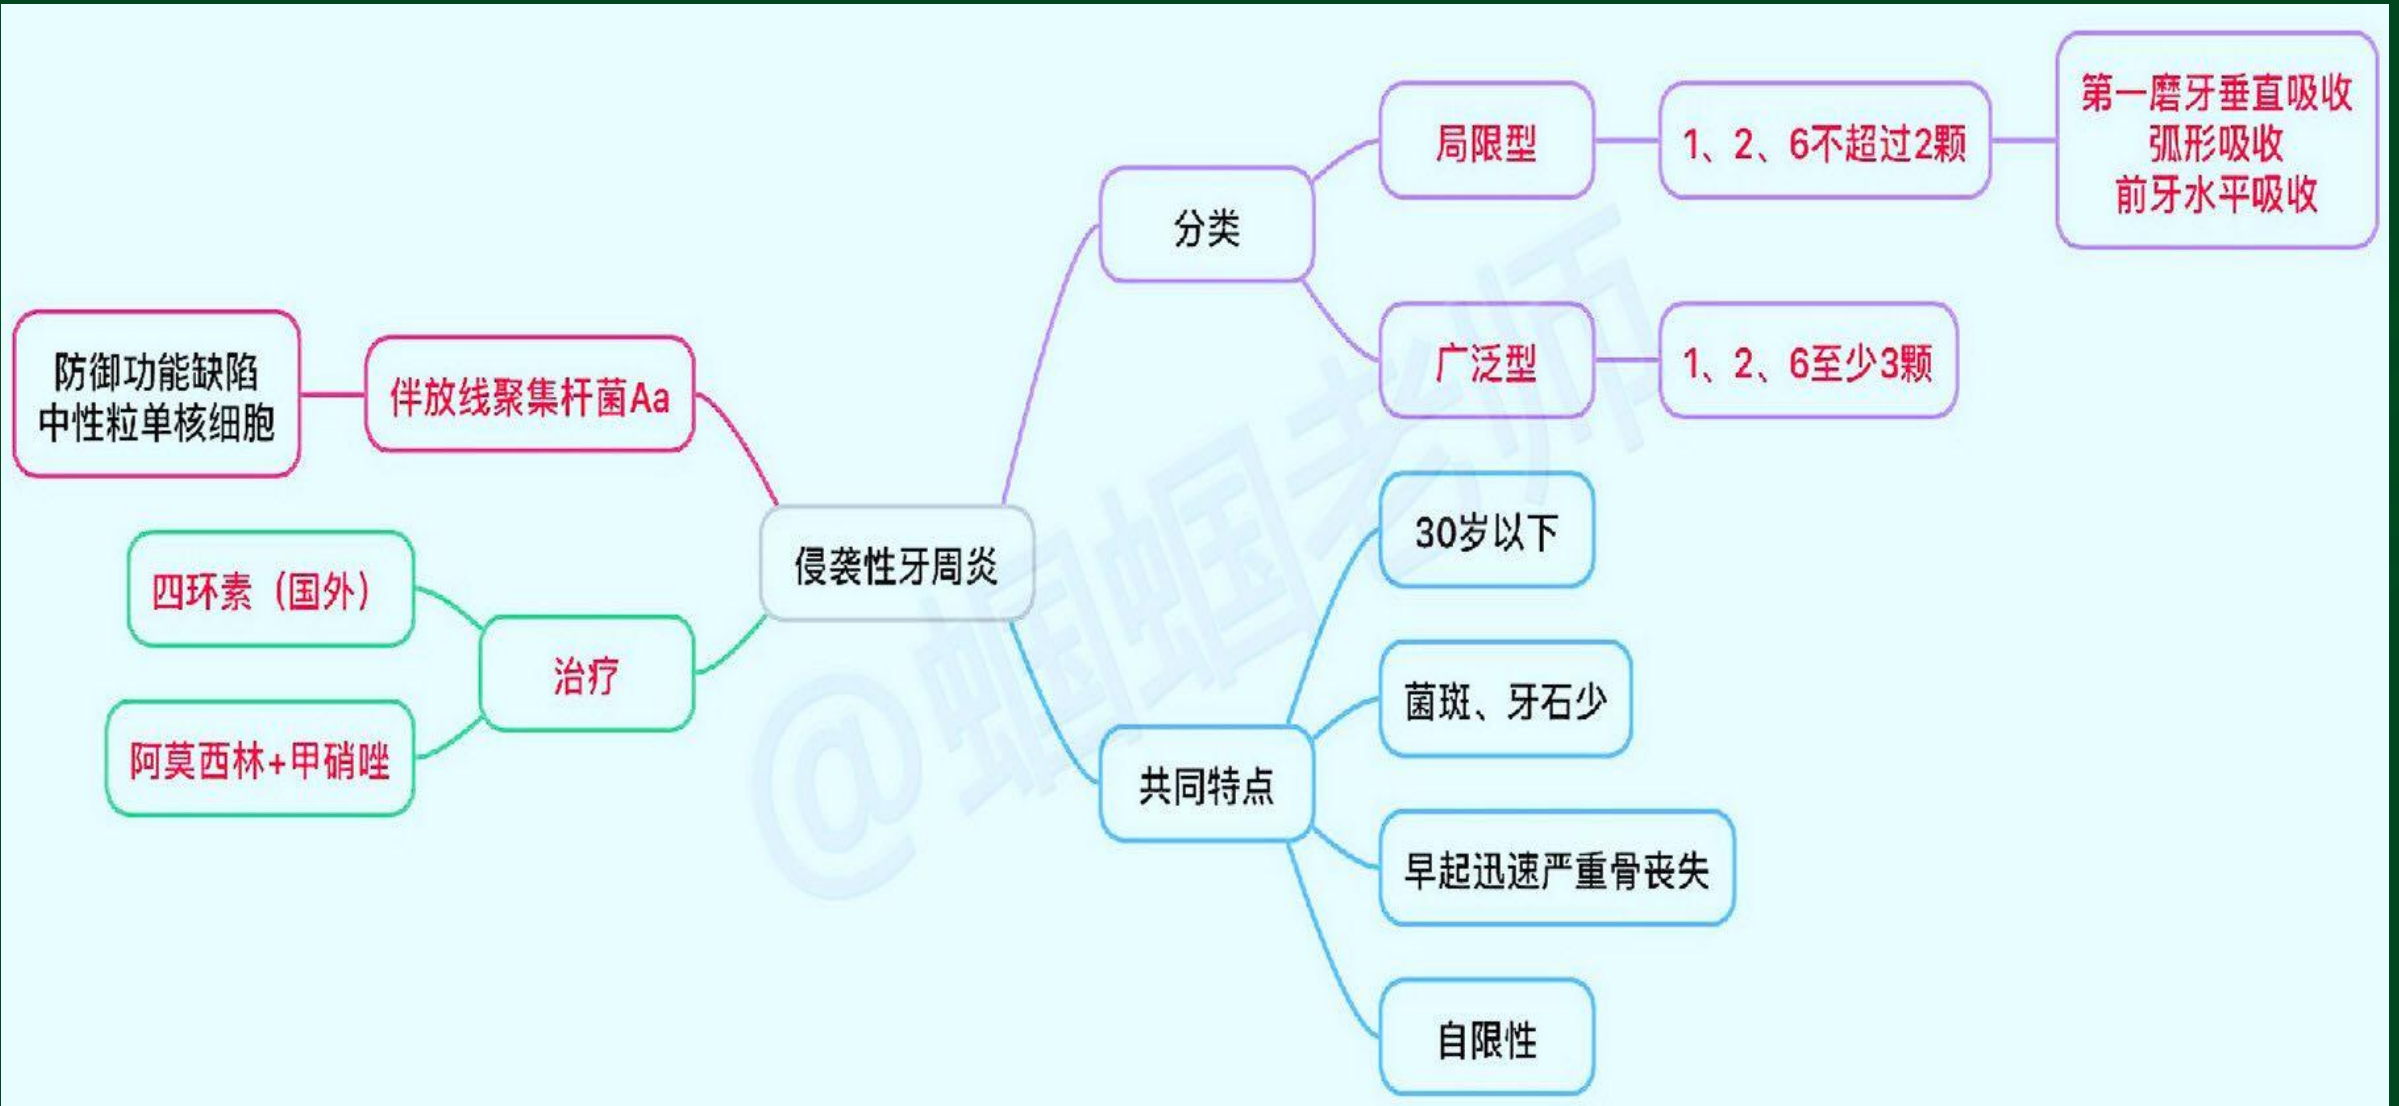 第一磨牙垂直吸收
弧形吸收
前牙水平吸收
局限型
1、2、6不超过2颗
分类
广泛型
1、2、6至少3颗
防御功能缺陷
中性粒单核细胞
伴放线聚集杆菌Aa
侵袭性牙周炎
四环素（国外）
治疗
阿莫西林+甲硝唑
30岁以下
菌斑、牙石少
共同特点
早起迅速严重骨丧失
自限性
@蝈蝈老师